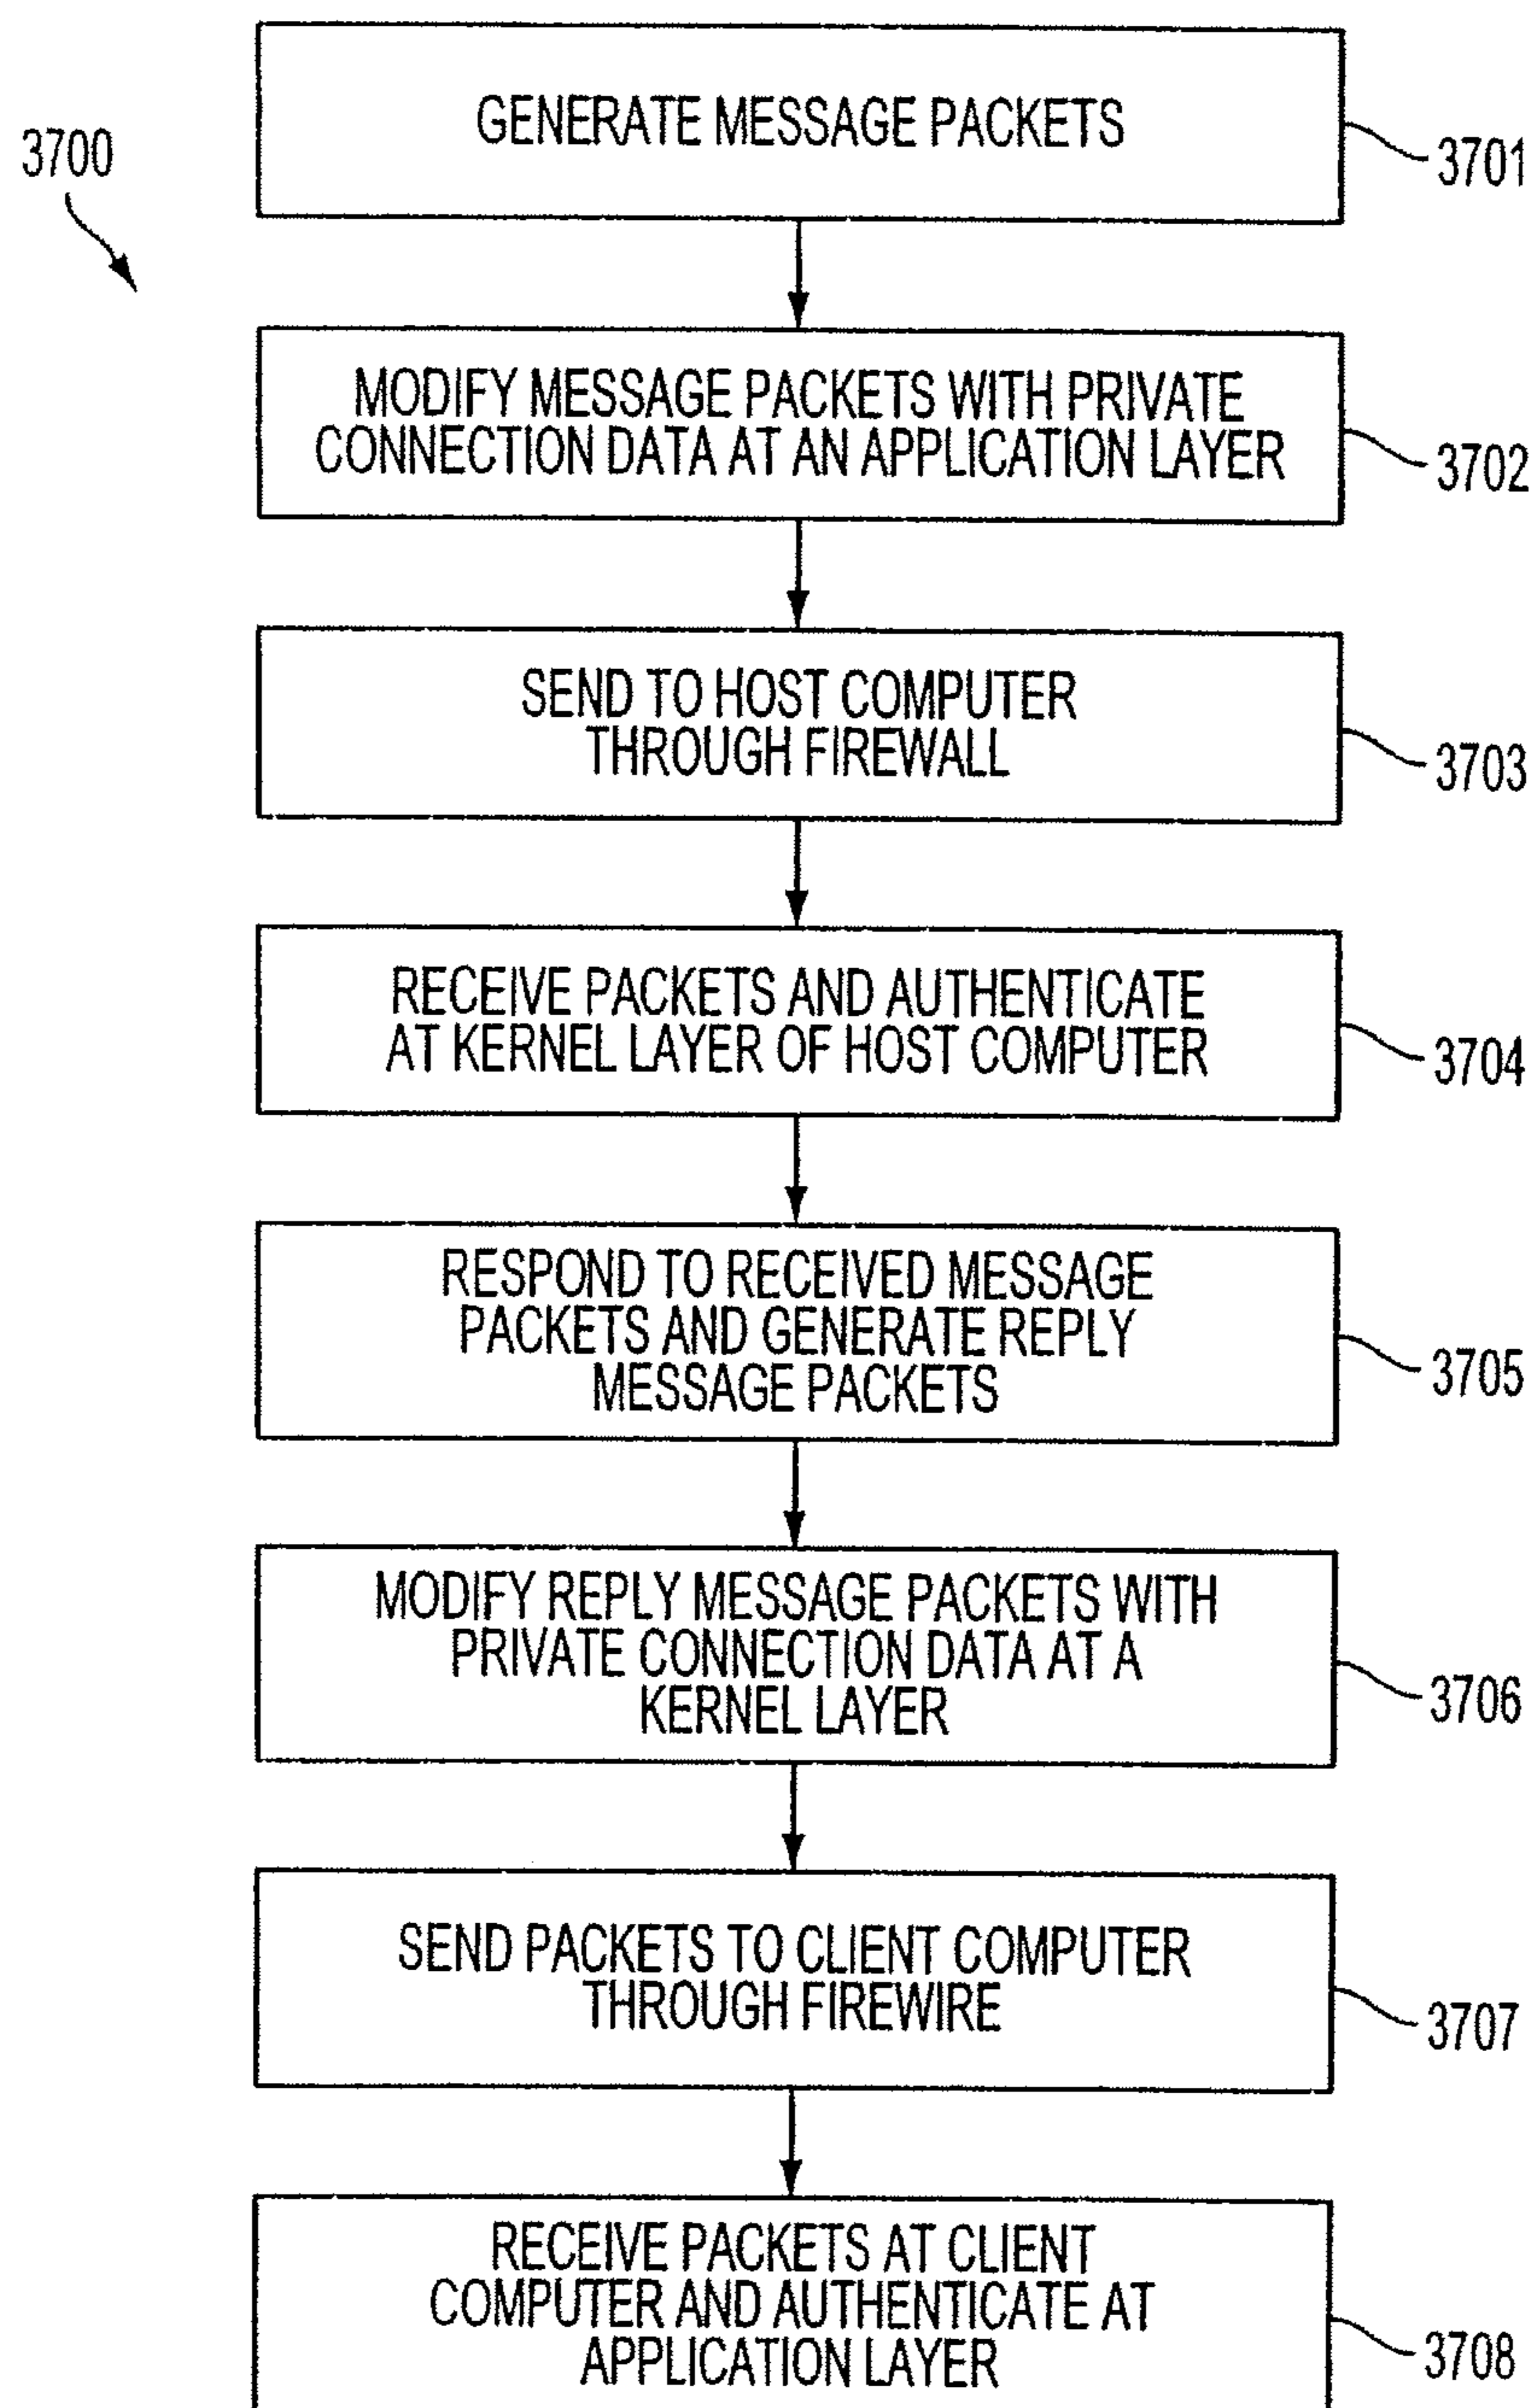 GENERATE MESSAGE PACKETS
3701
3700
MODIFY MESSAGE PACKETS WITH PRIVATE
CONNECTION DATA AT AN APPLICATION LAYER
3702
SEND TO HOST COMPUTER
THROUGH FIREWALL
3703
RECEIVE PACKETS AND AUTHENTICATE
AT KERNEL LAYER OF HOST COMPUTER
3704
RESPOND TO RECEIVED MESSAGE
PACKETS AND GENERATE REPLY
MESSAGE PACKETS
3705
MODIFY REPLY MESSAGE PACKETS WITH
PRIVATE CONNECTION DATA AT A
KERNEL LAYER
3706
SEND PACKETS TO CLIENT COMPUTER
THROUGH FIREWIRE
3707
RECEIVE PACKETS AT CLIENT
COMPUTER AND AUTHENTICATE AT
APPLICATION LAYER
3708